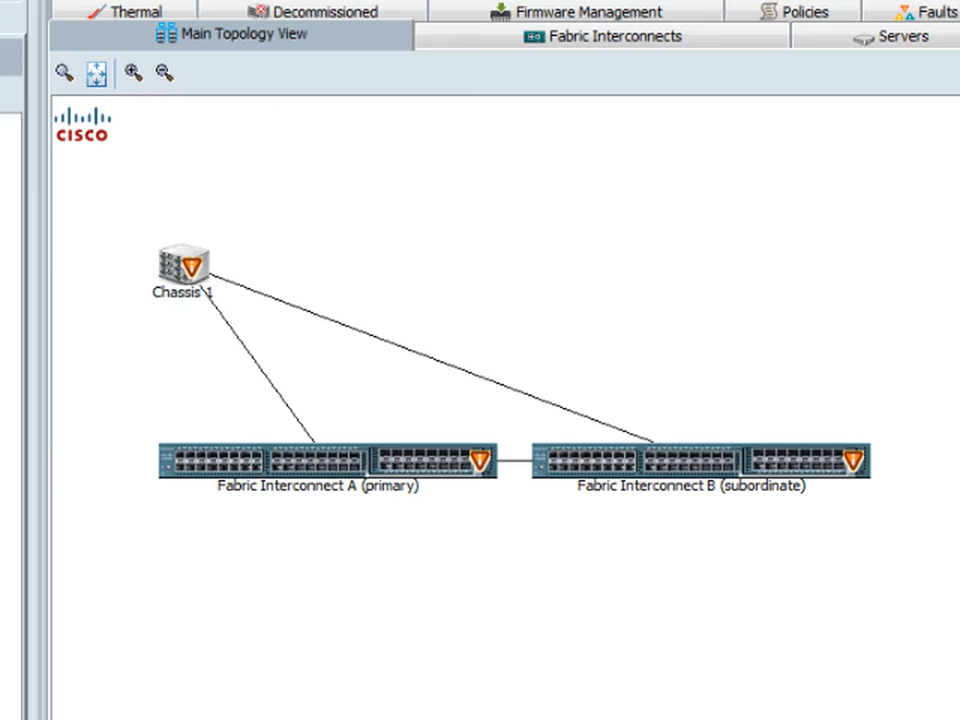 Thermal Decommissioned Firmware Management Policies Faults
Main Topology View Fabric Interconnects Servers
CISCO
Chassis 1
Fabric Interconnect A (primary) Fabric Interconnect B (subordinate)